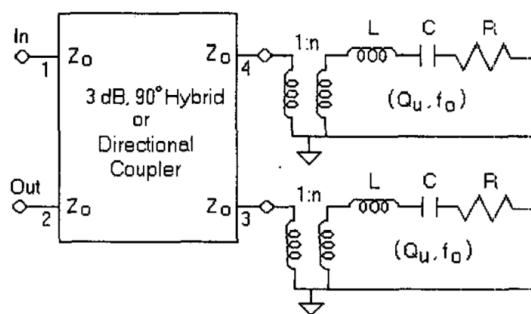 In
1
Zo
3 dB, 90° Hybrid
or
Directional
Coupler
Zo
4
1:n
L
C
R
(Qu, fo)
Out
2
Zo
Zo
3
1:n
L
C
R
(Qu, fo)